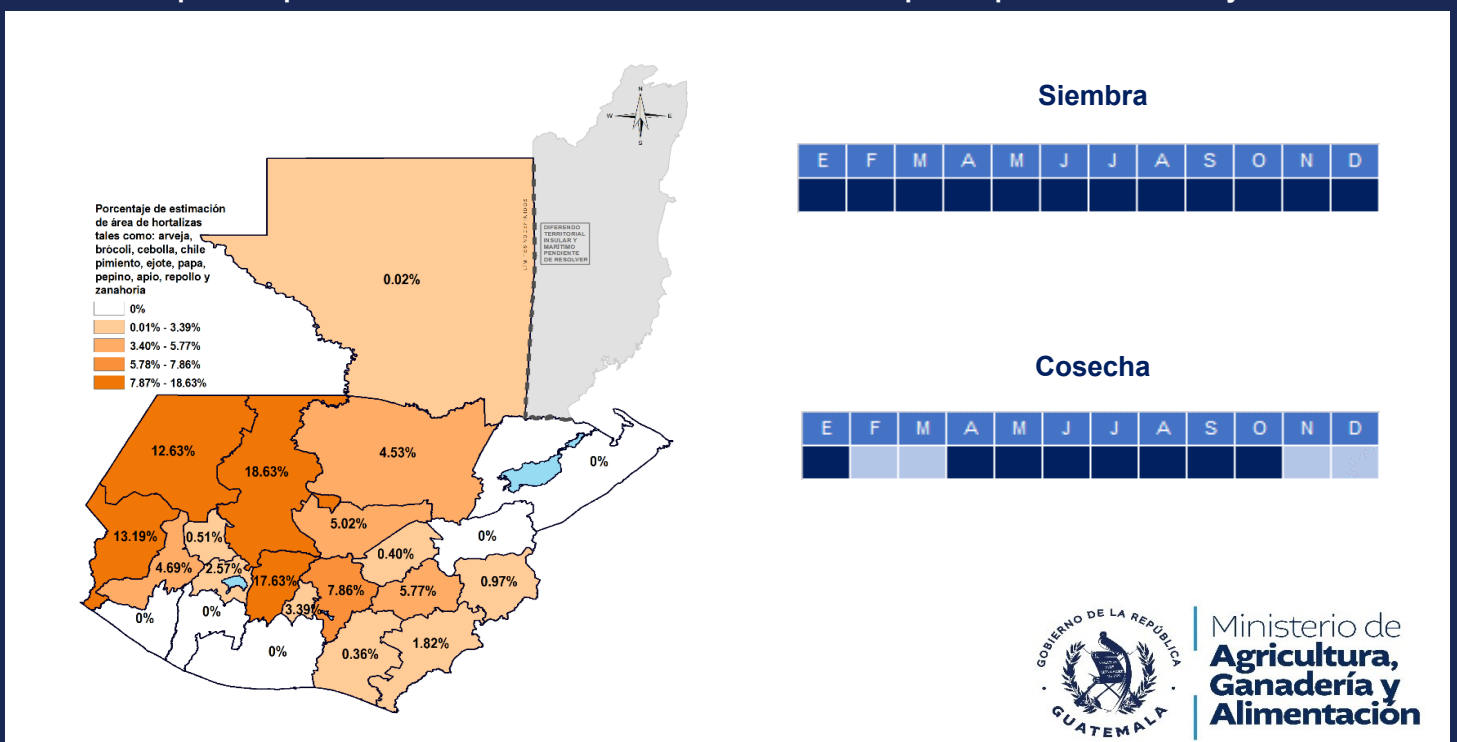 Siembra
E F M A M J J A S O N D
Cosecha
E F M A M J J A S O N D
Porcentaje de estimación
de área de hortalizas
tales como: arveja,
brócoli, cebolla, chile
pimiento, ejote, papa,
pepino, apio, repollo y
zanahoria
0%
0.01% - 3.39%
3.40% - 5.77%
5.78% - 7.86%
7.87% - 18.63%
N
W E
S
DIFERENDO
TERRITORIAL
INSULAR Y
MARÍTIMO
PENDIENTE
DE RESOLVER
0.02%
12.63%
18.63%
4.53%
0%
13.19%
0.51%
5.02%
0%
4.69%
2.57%
17.63%
0.40%
7.86%
5.77%
0.97%
3.39%
0%
0%
0%
0.36%
1.82%
GOBIERNO DE LA REPÚBLICA
GUATEMALA
Ministerio de
Agricultura,
Ganadería y
Alimentación